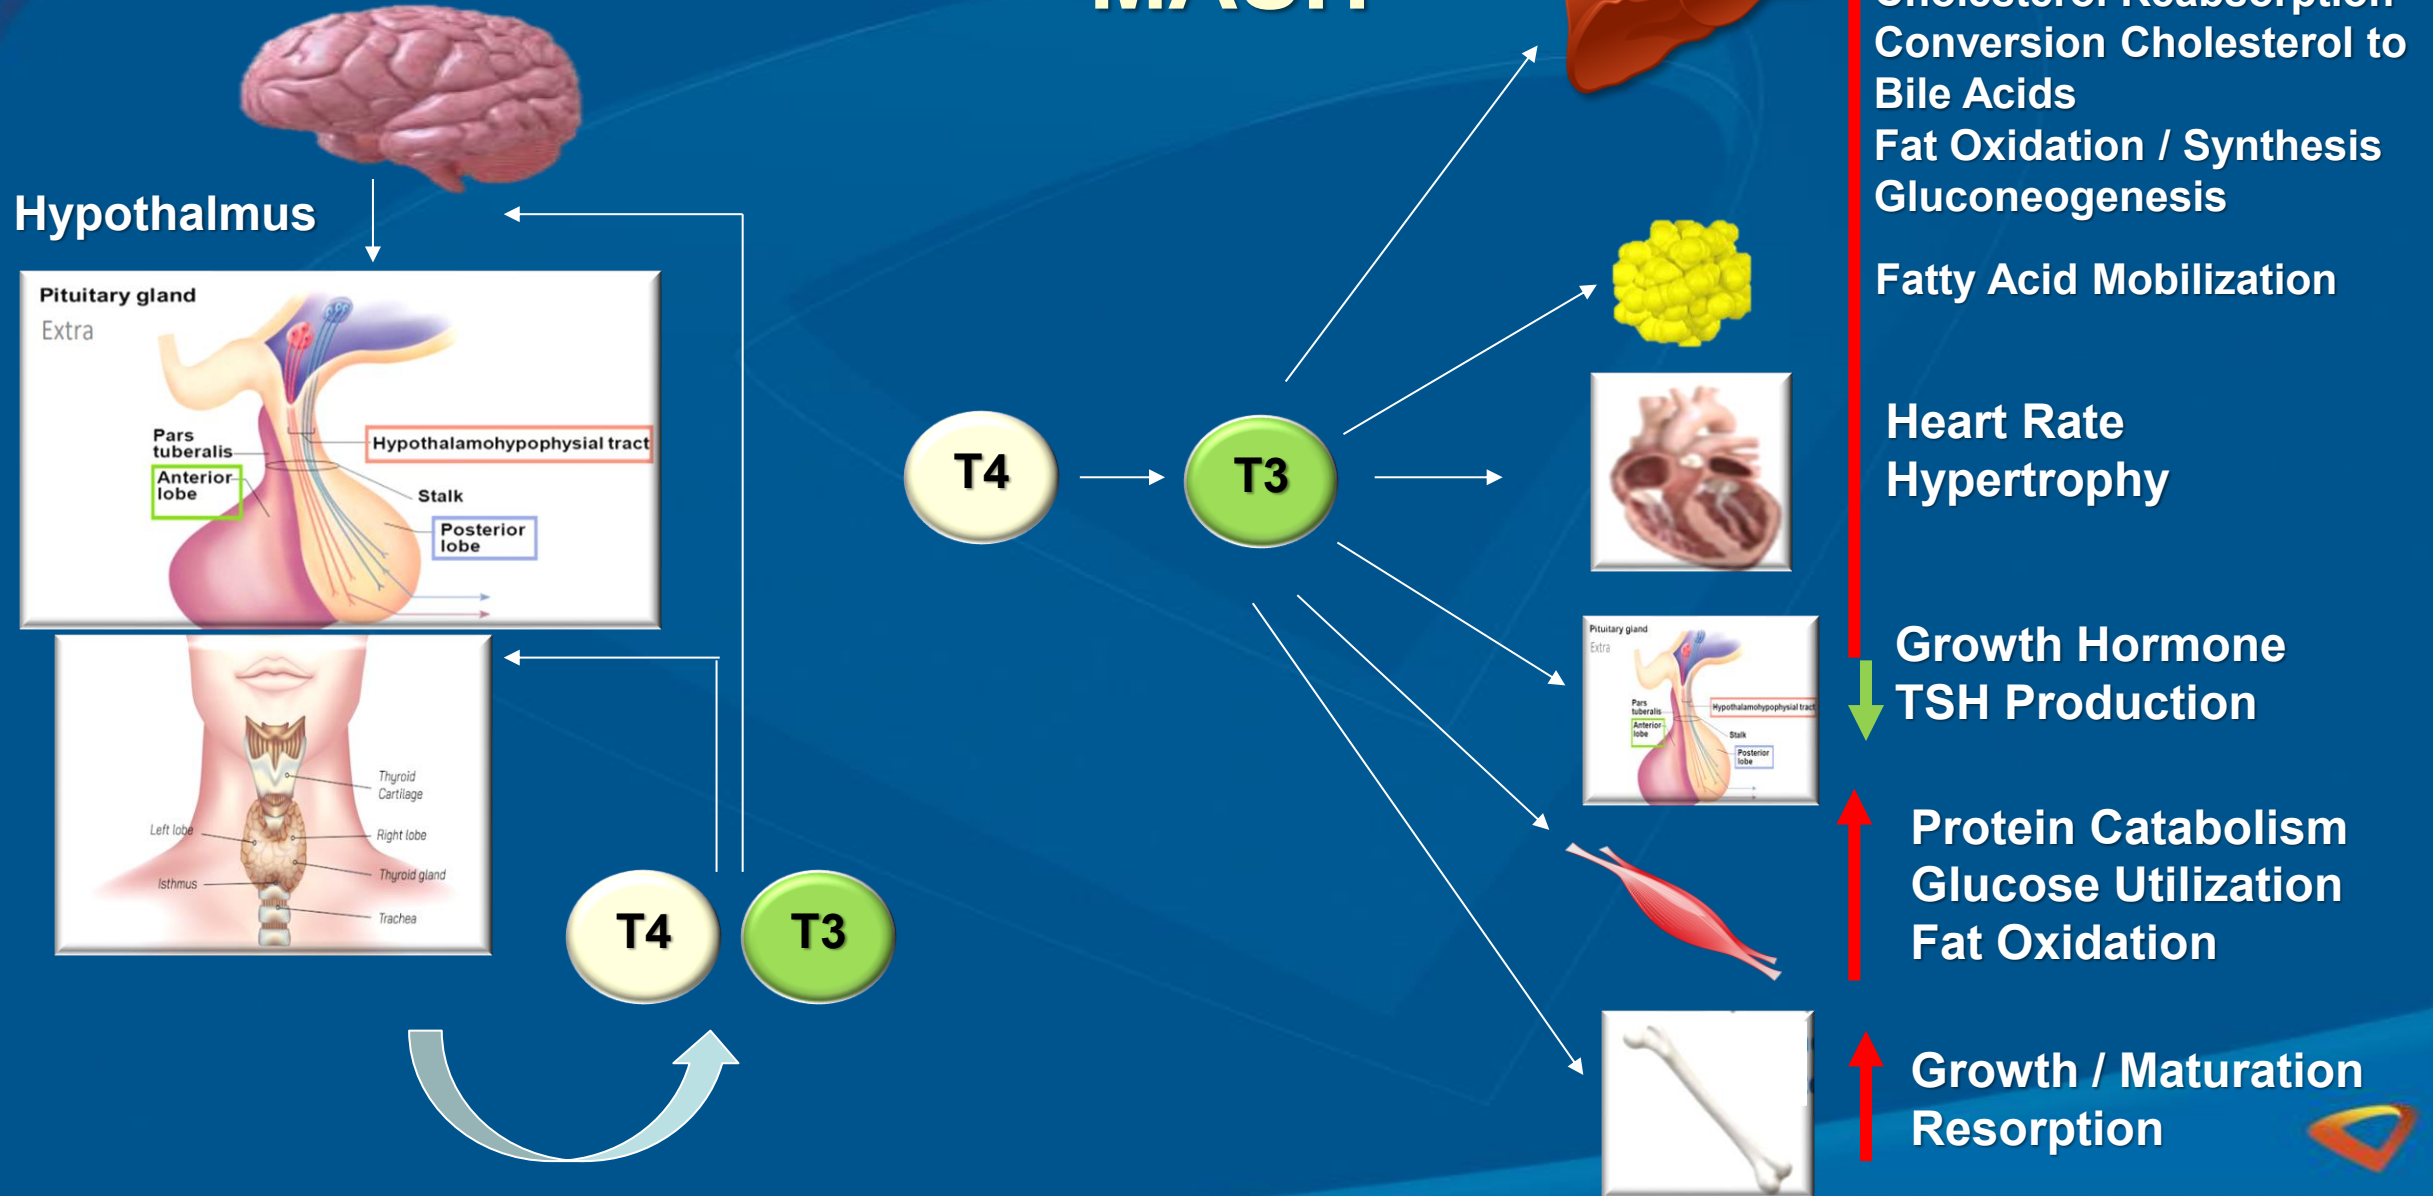 MASH
Cholesterol Reabsorption
Conversion Cholesterol to
Bile Acids
Fat Oxidation / Synthesis
Gluconeogenesis
Hypothalmus
Fatty Acid Mobilization
Pituitary gland
Extra
Pars
tuberalis
Hypothalamohypophysial tract
Anterior
lobe
Stalk
Posterior
lobe
T4
T3
Heart Rate
Hypertrophy
Pituitary gland
Extra
Pars
tuberalis
Hypothalamohypophysial tract
Anterior
lobe
Stalk
Posterior
lobe
Growth Hormone
TSH Production
Thyroid
Cartilage
Left lobe
Right lobe
Thyroid gland
Isthmus
Trachea
T4
T3
Protein Catabolism
Glucose Utilization
Fat Oxidation
Growth / Maturation
Resorption